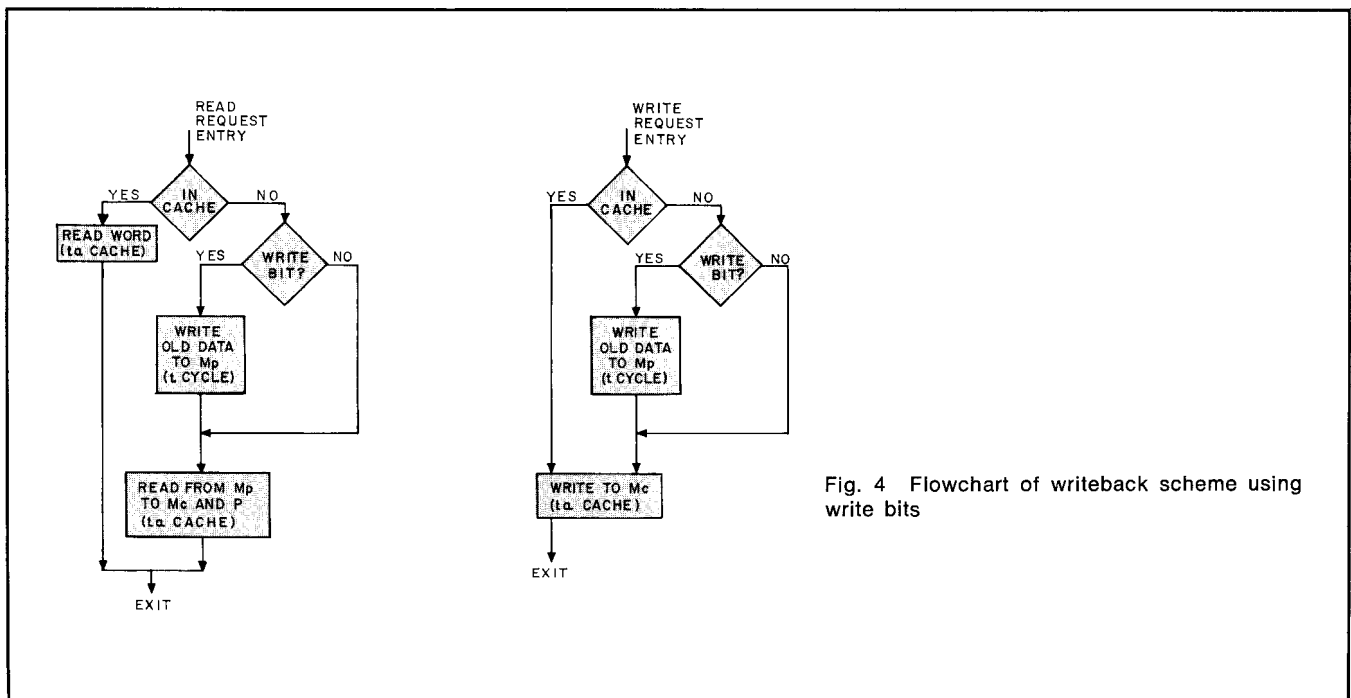 READ
REQUEST
ENTRY
YES
IN
CACHE
NO
READ WORD
(ta CACHE)
YES
WRITE
BIT?
NO
WRITE
OLD DATA
TO Mp
(t CYCLE)
READ FROM Mp
TO Mc AND P
(ta CACHE)
EXIT
WRITE
REQUEST
ENTRY
YES
IN
CACHE
NO
YES
WRITE
BIT?
NO
WRITE
OLD DATA
TO Mp
(t CYCLE)
WRITE TO Mc
(ta CACHE)
EXIT
Fig. 4 Flowchart of writeback scheme using
write bits